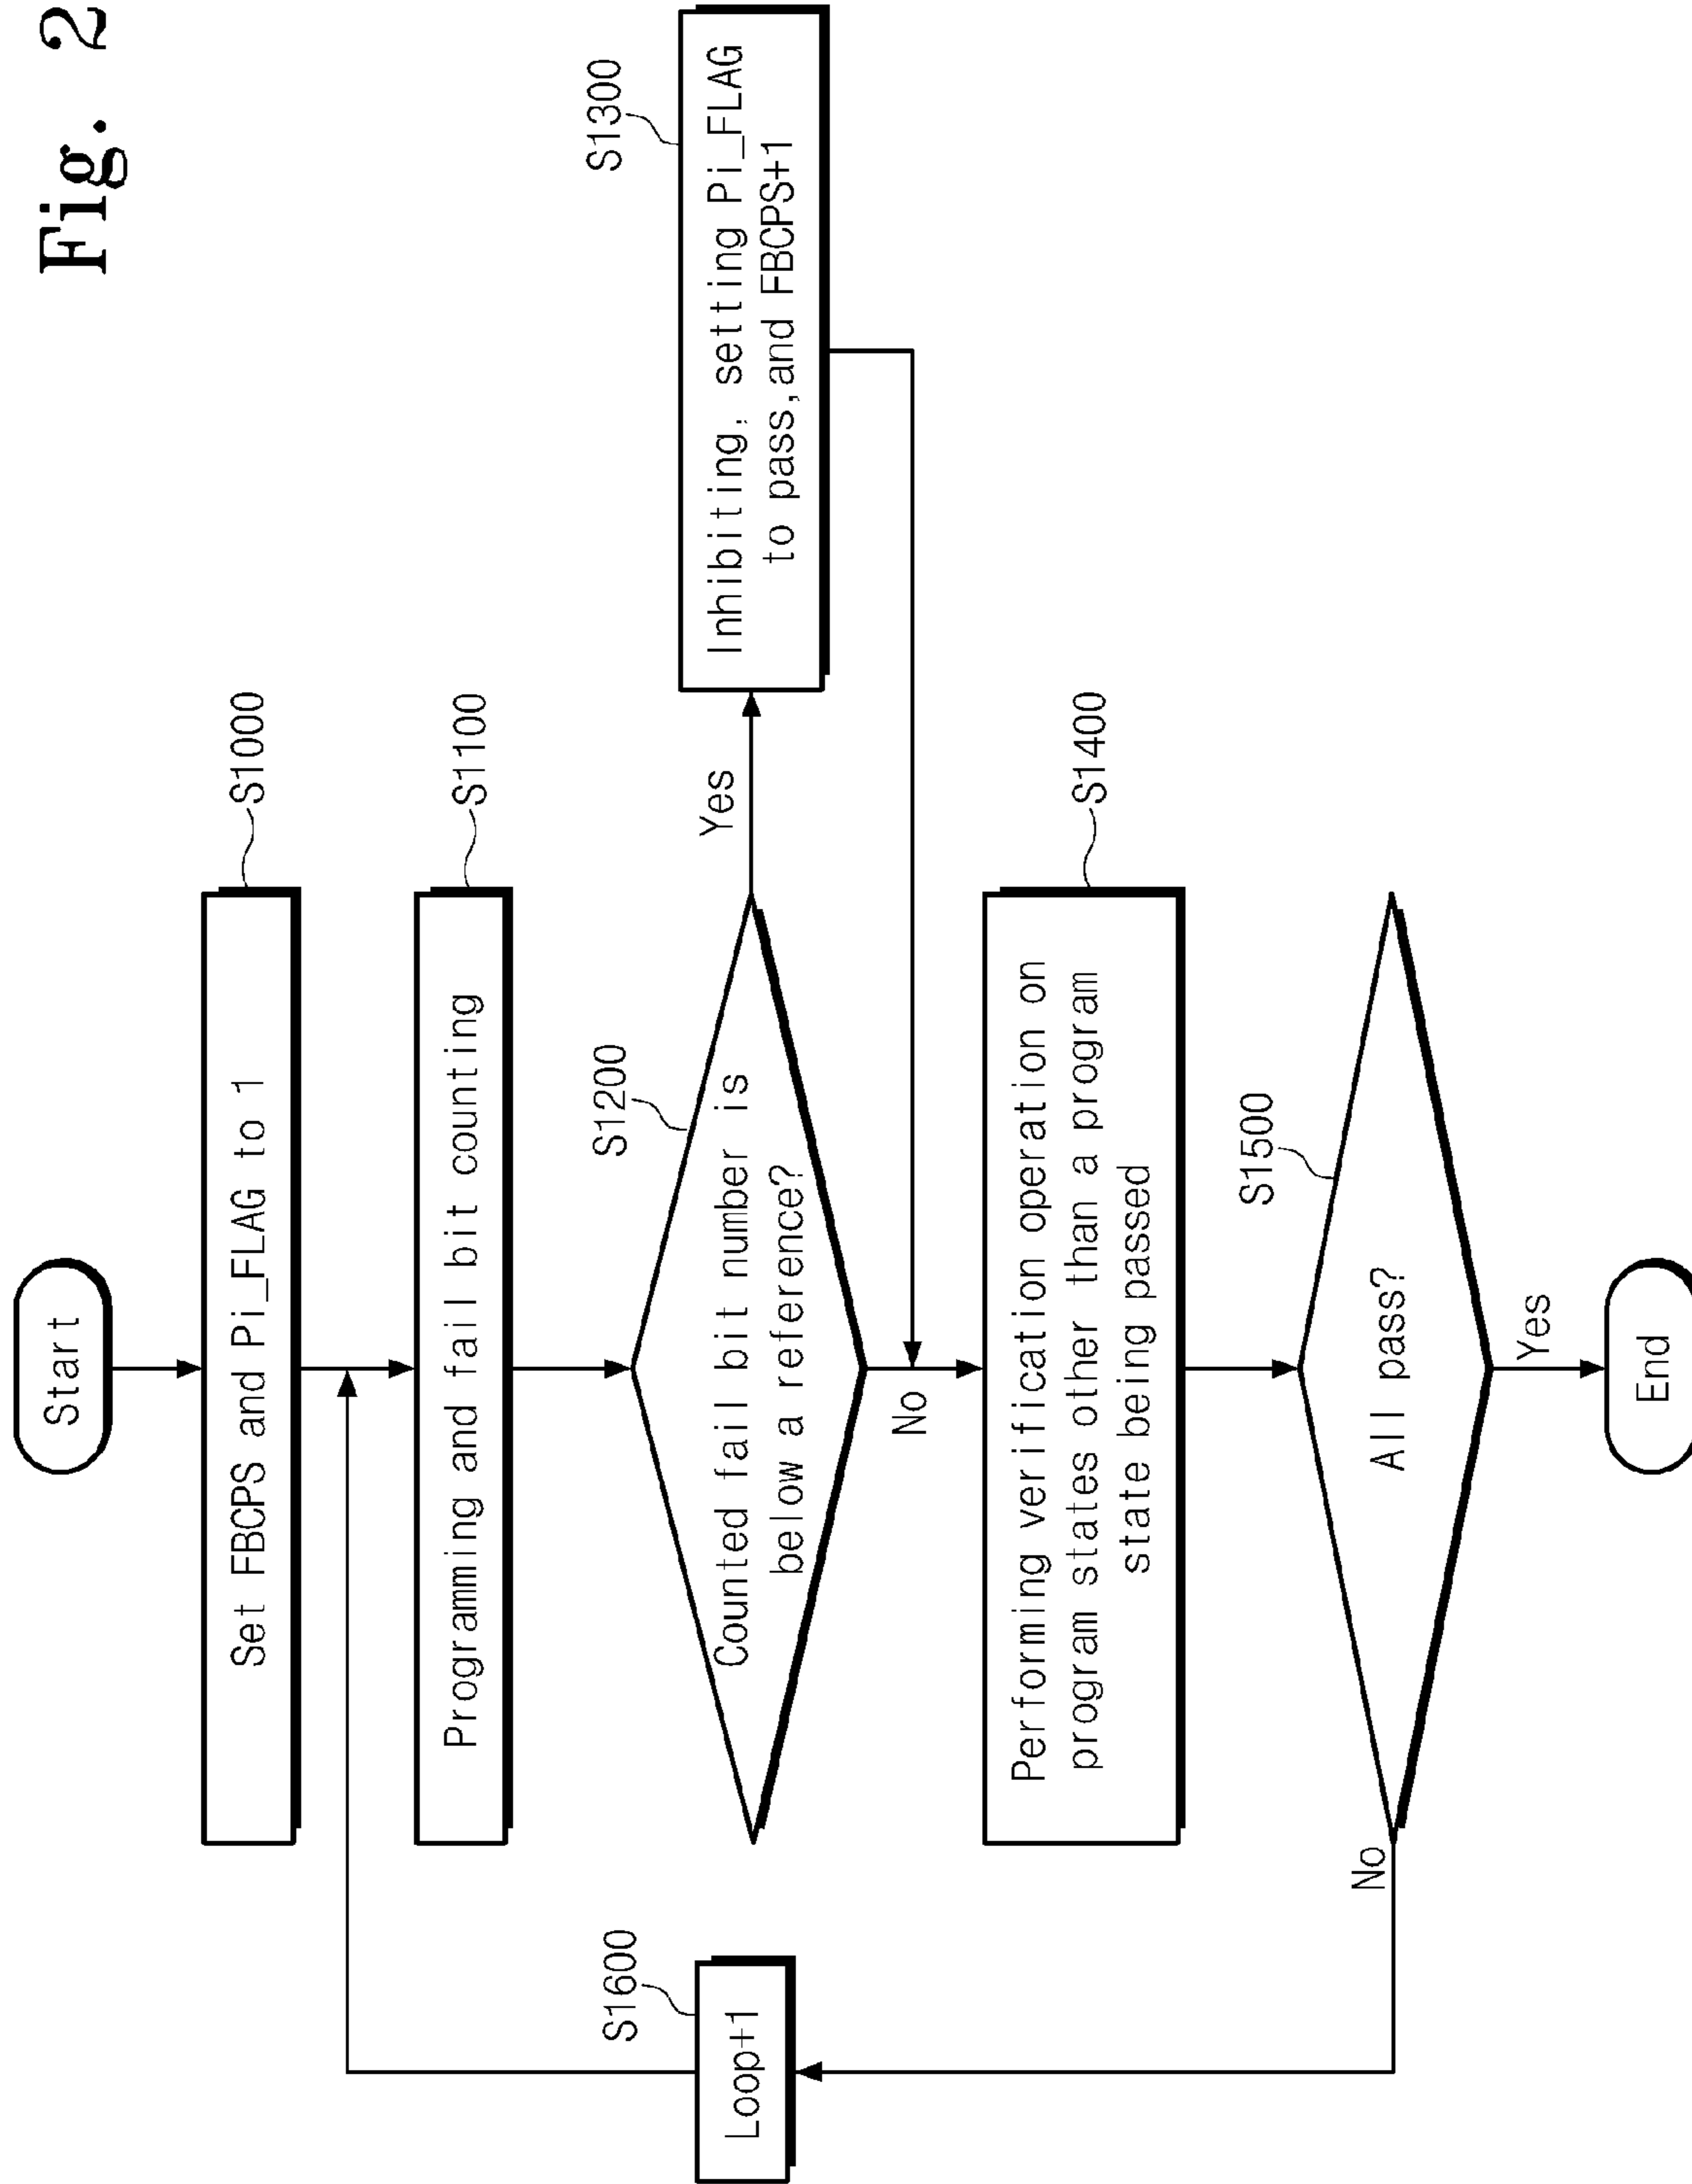 Fig. 2
Start
Set FBCPS and Pi_FLAG to 1
S1000
Programming and fail bit counting
S1100
Counted fail bit number is
below a reference?
S1200
Yes
Inhibiting, setting Pi_FLAG
to pass,and FBCPS+1
S1300
No
Performing verification operation on
program states other than a program
state being passed
S1400
All pass?
S1500
No
Loop+1
S1600
Yes
End